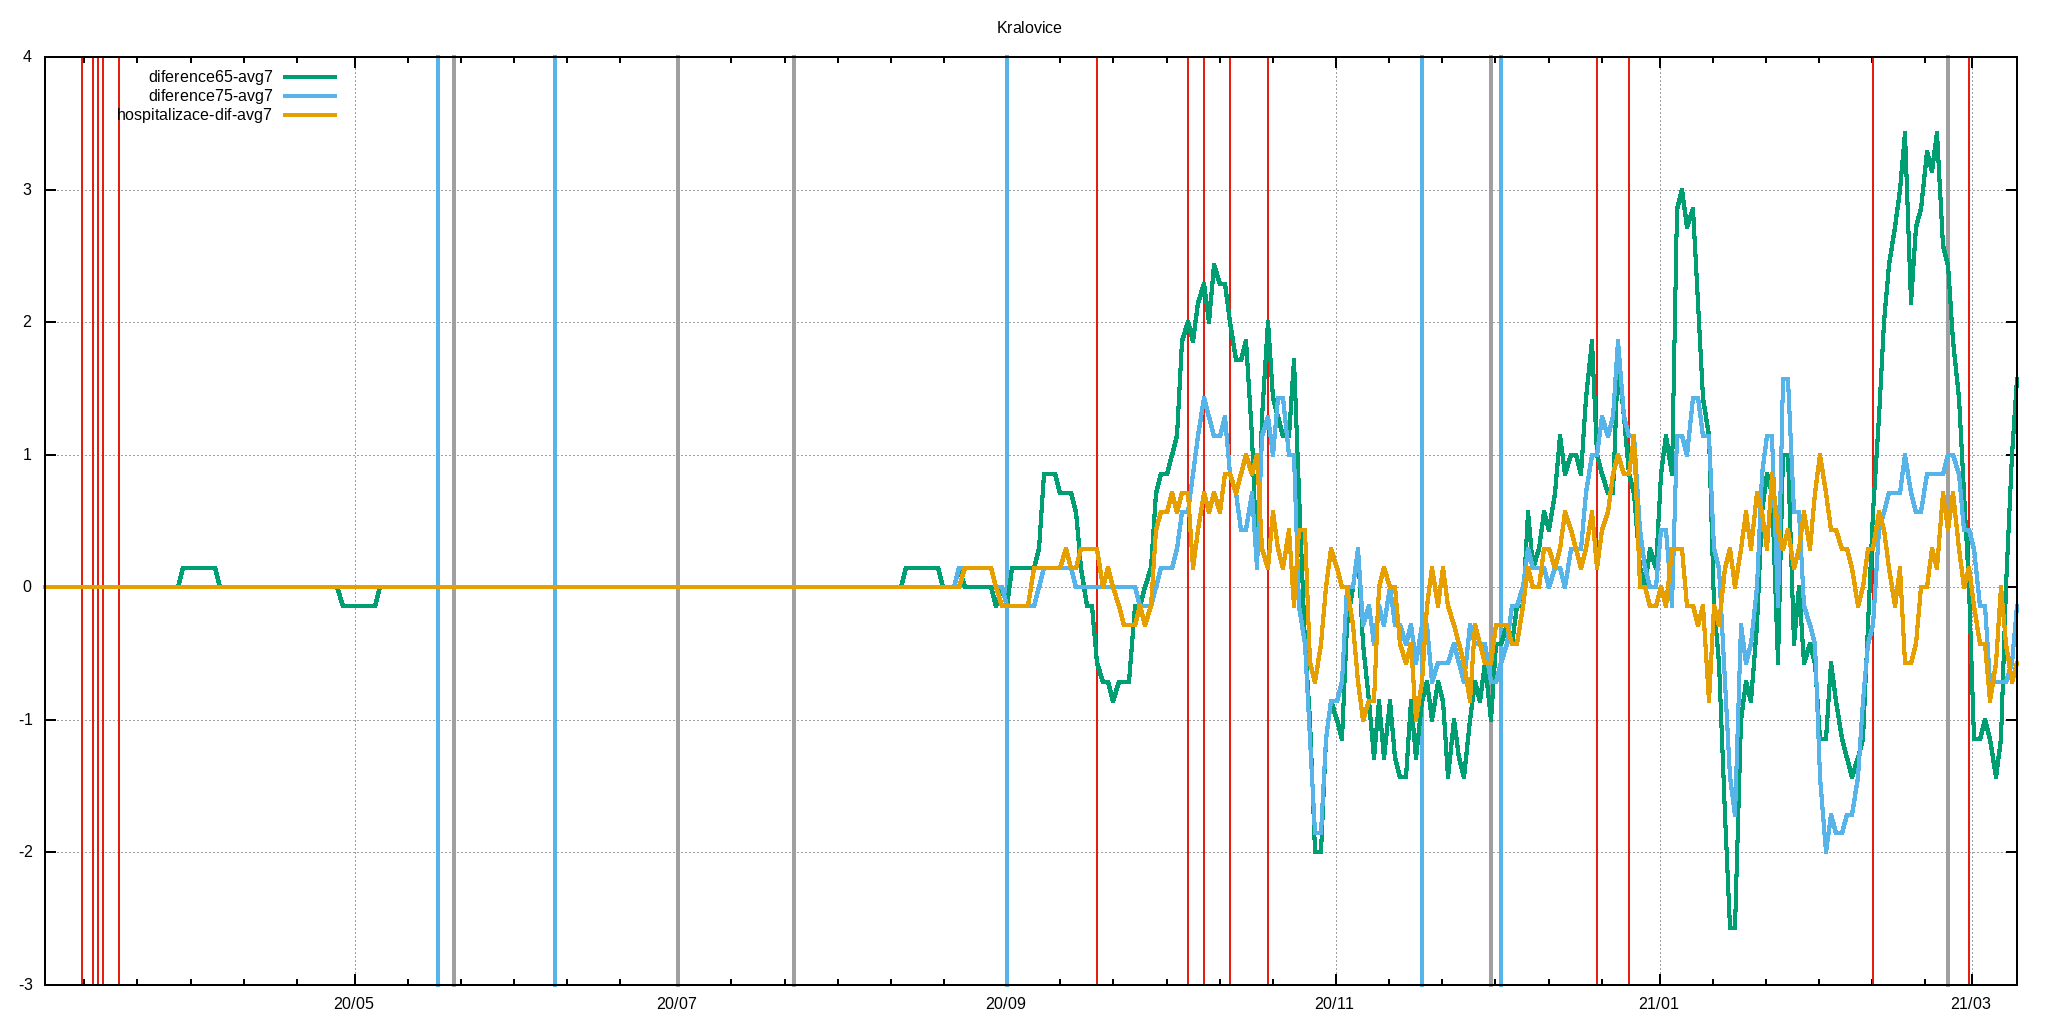 Kralovice
4
diference65-avg7
diference75-avg7
hospitalizace-dif-avg7
3
2
1
0
-1
-2
-3
20/05 20/07 20/09 20/11 21/01 21/03